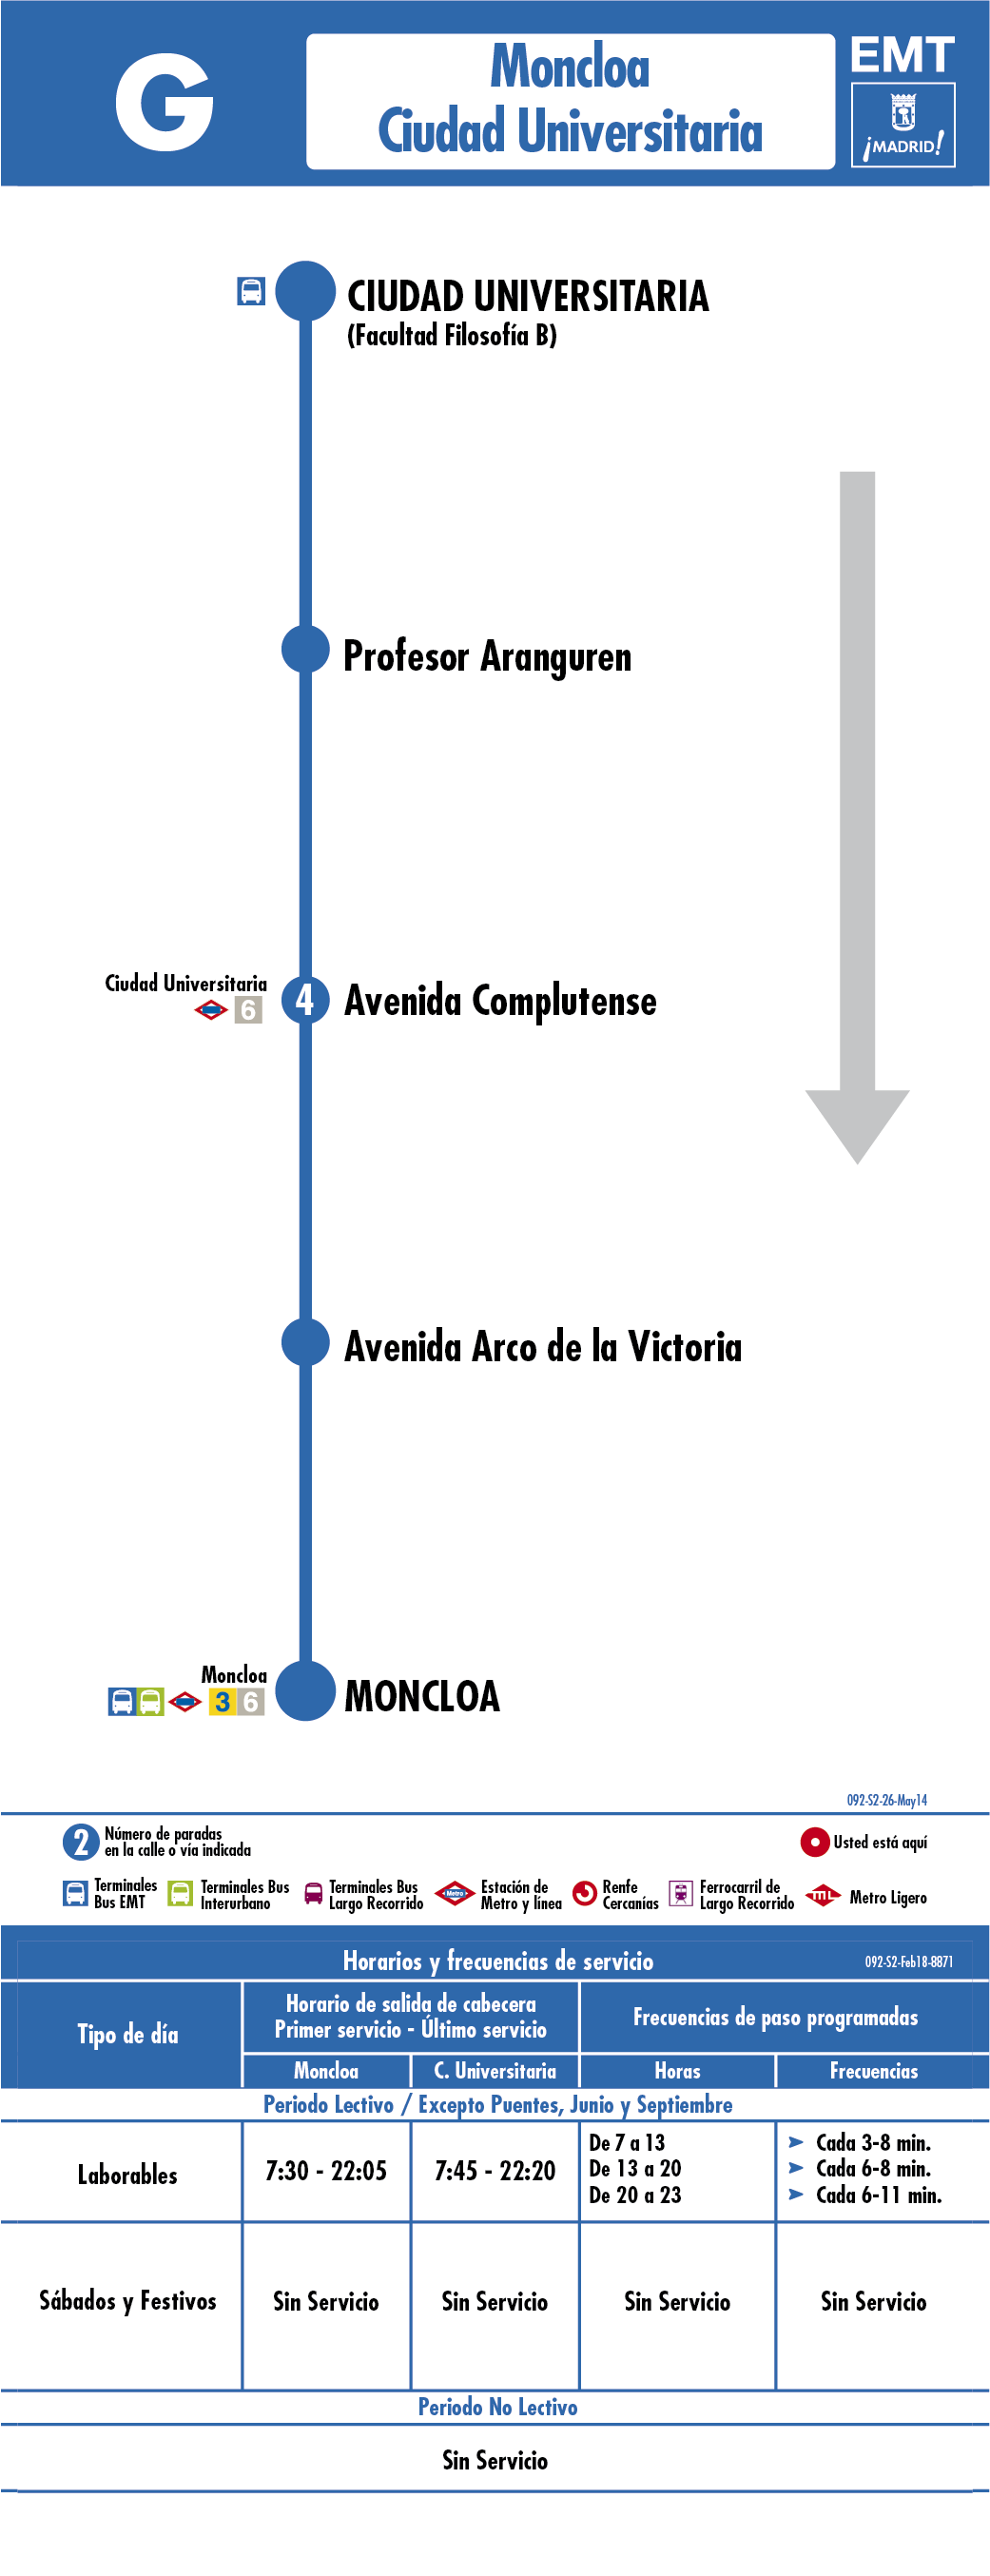 G
Moncloa
Ciudad Universitaria
EMT
¡MADRID!
CIUDAD UNIVERSITARIA
(Facultad Filosofía B)
Profesor Aranguren
Ciudad Universitaria
6
4
Avenida Complutense
Avenida Arco de la Victoria
Moncloa
3 6
MONCLOA
092-S2-26-May14
2
Número de paradas
en la calle o vía indicada
Usted está aquí
Terminales
Bus EMT
Terminales Bus
Interurbano
Terminales Bus
Largo Recorrido
Metro
Estación de
Metro y línea
Renfe
Cercanías
Ferrocarril de
Largo Recorrido
ML
Metro Ligero
Horarios y frecuencias de servicio
092-S2-Feb18-8871
Tipo de día
Horario de salida de cabecera
Primer servicio - Último servicio
Frecuencias de paso programadas
Moncloa
C. Universitaria
Horas
Frecuencias
Periodo Lectivo / Excepto Puentes, Junio y Septiembre
Laborables
7:30 - 22:05
7:45 - 22:20
De 7 a 13
De 13 a 20
De 20 a 23
➤ Cada 3-8 min.
➤ Cada 6-8 min.
➤ Cada 6-11 min.
Sábados y Festivos
Sin Servicio
Sin Servicio
Sin Servicio
Sin Servicio
Periodo No Lectivo
Sin Servicio